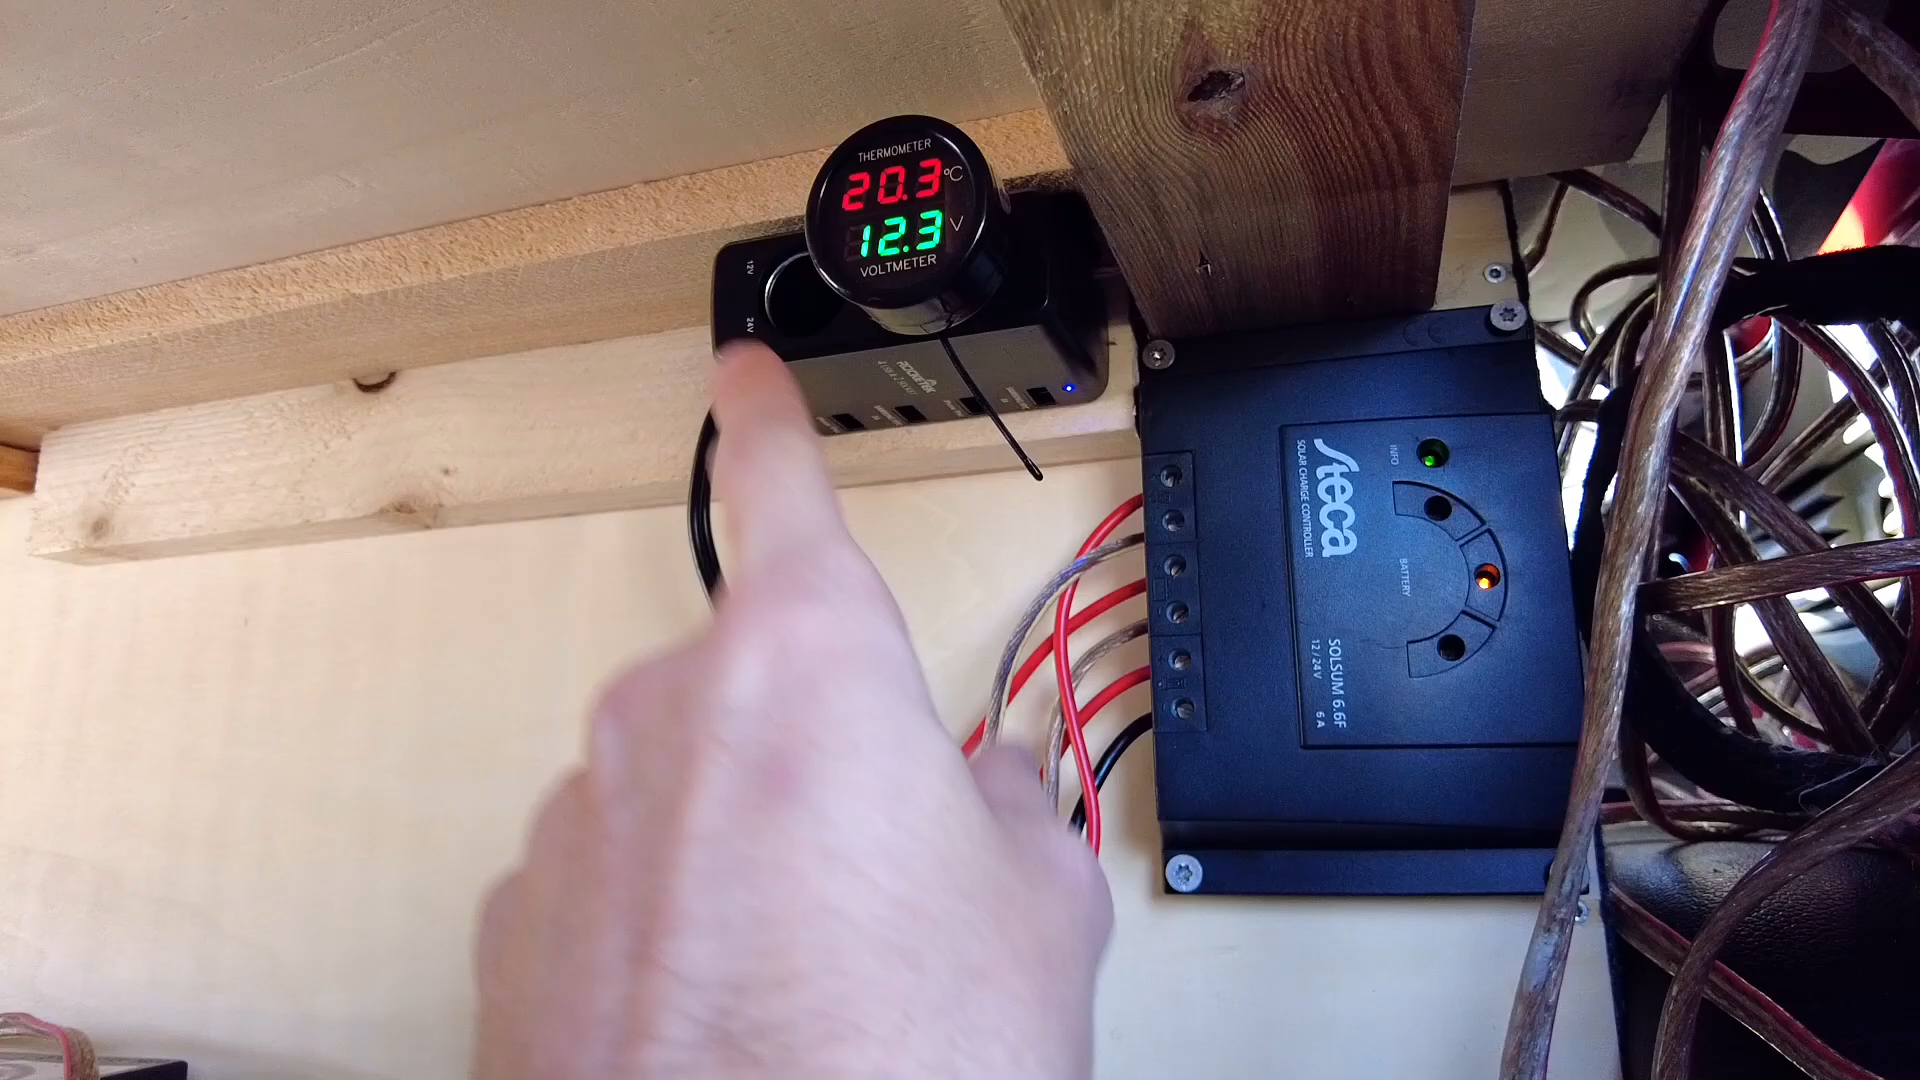 THERMOMETER
20.3 °C
12.3 V
VOLTMETER
12V
24V
ROCKETEK
Steca
SOLAR CHARGE CONTROLLER
INFO
BATTERY
SOLSUM 6.6F
12/24V 6A